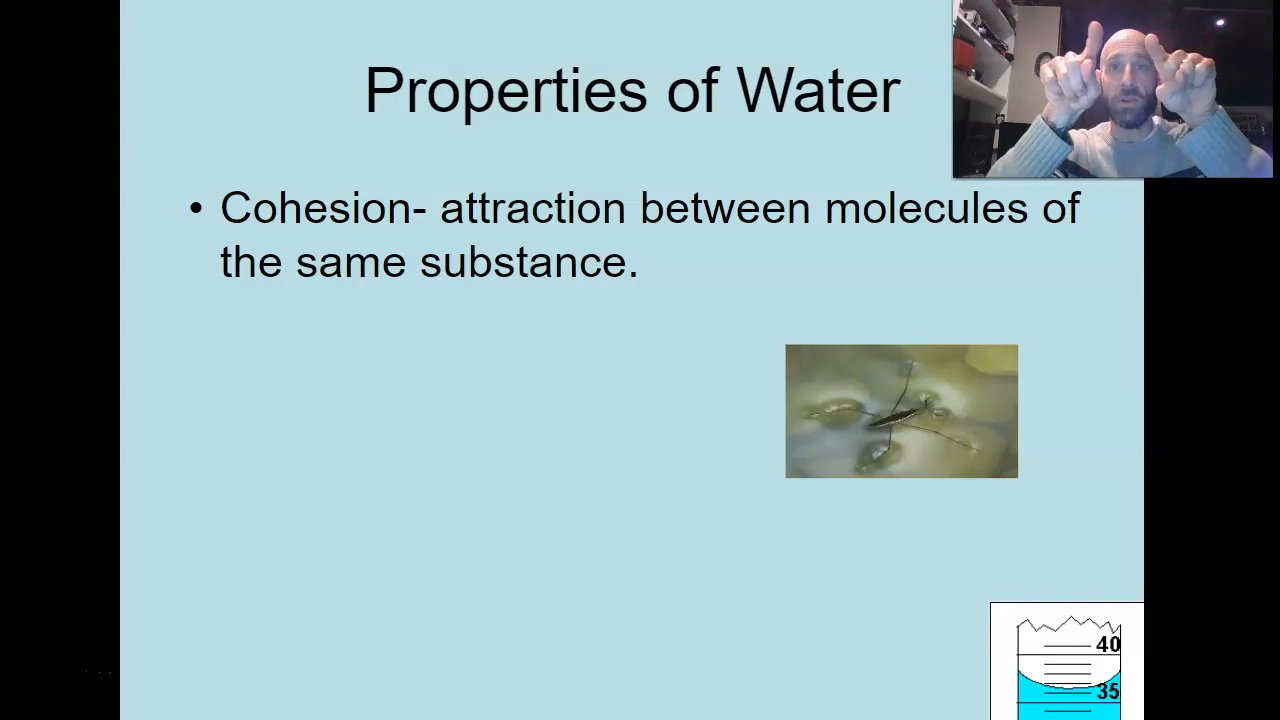 Properties of Water
• Cohesion- attraction between molecules of
the same substance.
40
35